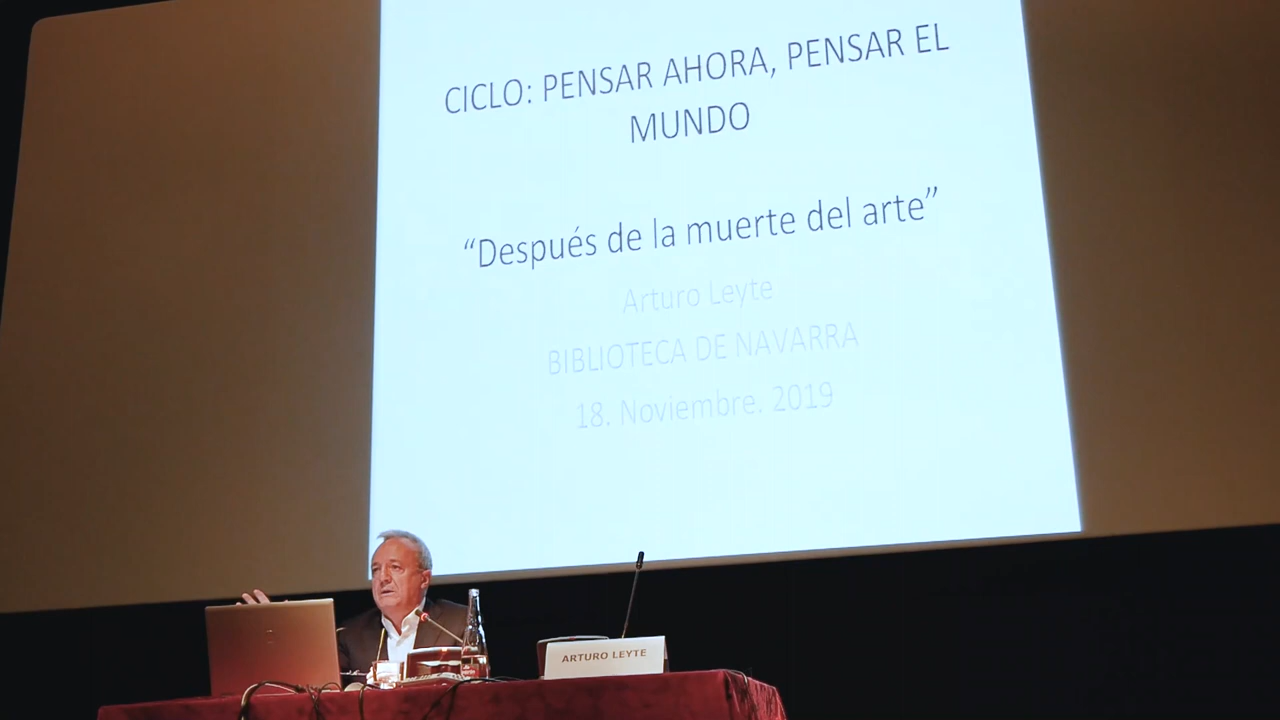 CICLO: PENSAR AHORA, PENSAR EL
MUNDO
“Después de la muerte del arte”
Arturo Leyte
BIBLIOTECA DE NAVARRA
18. Noviembre. 2019
ARTURO LEYTE